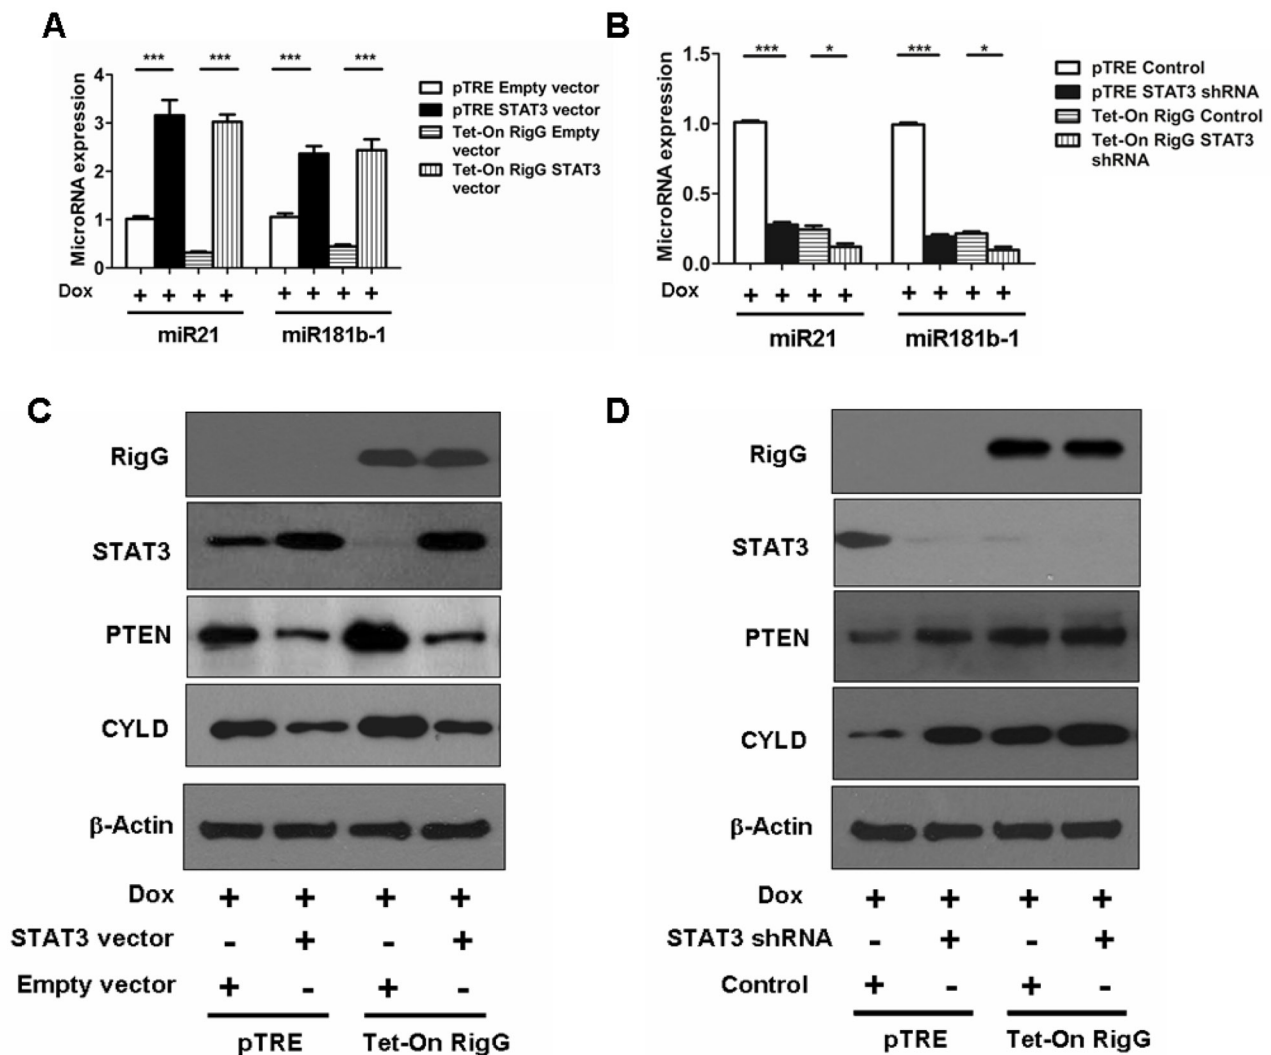 A
MicroRNA expression
4
3
2
1
0
*** *** *** ***
pTRE Empty vector
pTRE STAT3 vector
Tet-On RigG Empty
vector
Tet-On RigG STAT3
vector
Dox + + + + + + + +
miR21 miR181b-1
B
MicroRNA expression
1.5
1.0
0.5
0.0
*** * *** *
pTRE Control
pTRE STAT3 shRNA
Tet-On RigG Control
Tet-On RigG STAT3
shRNA
Dox + + + + + + + +
miR21 miR181b-1
C
RigG
STAT3
PTEN
CYLD
β-Actin
Dox + + + +
STAT3 vector - + - +
Empty vector + - + -
pTRE Tet-On RigG
D
RigG
STAT3
PTEN
CYLD
β-Actin
Dox + + + +
STAT3 shRNA - + - +
Control + - + -
pTRE Tet-On RigG